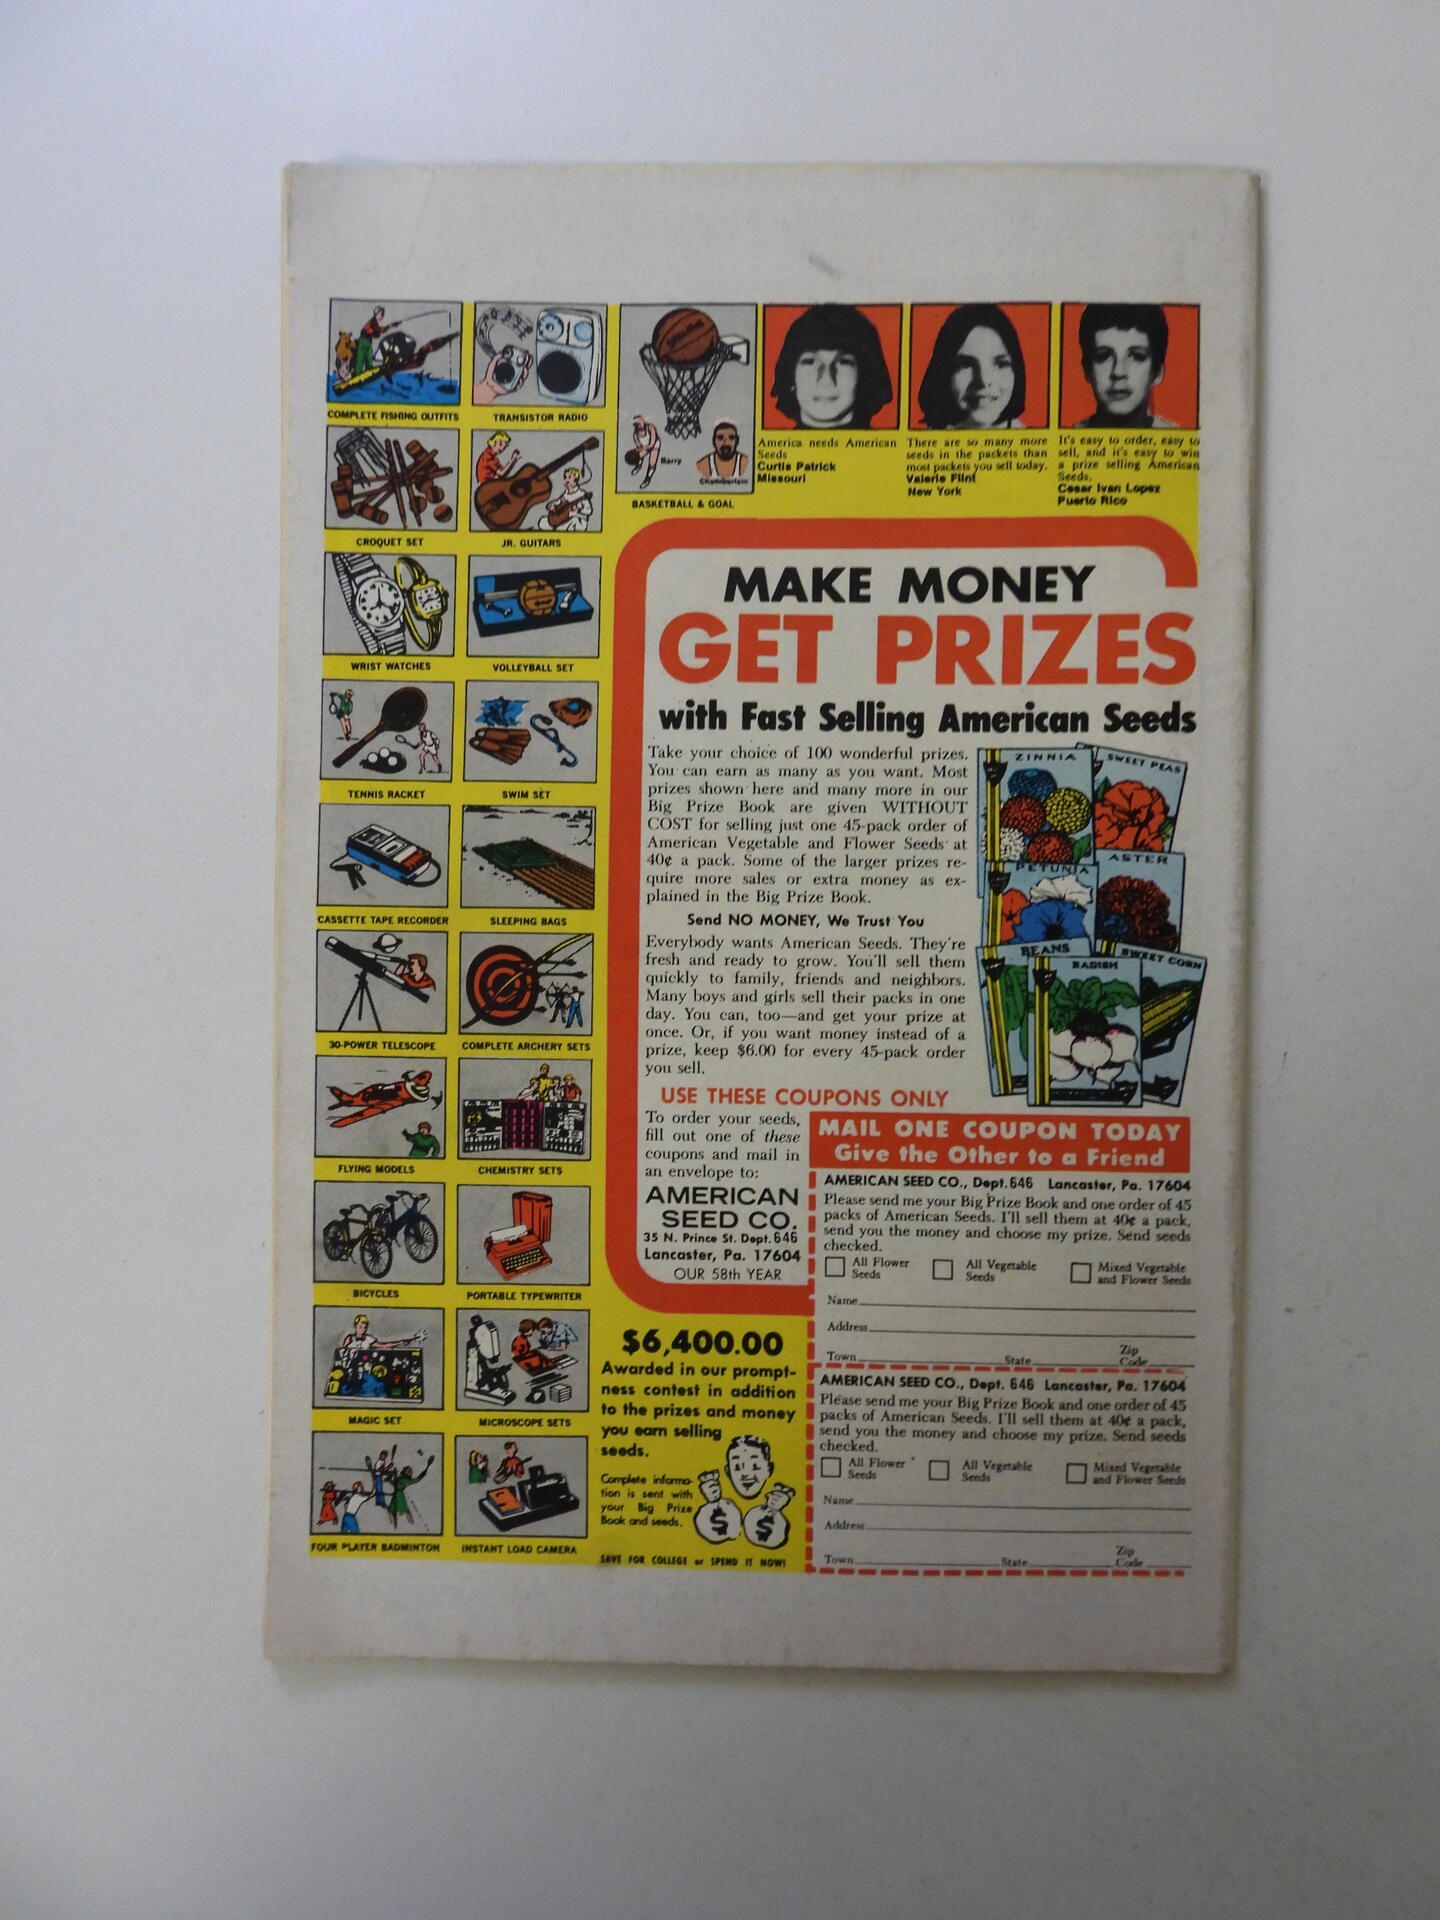 COMPLETE FISHING OUTFITS
TRANSISTOR RADIO
SPALDING
Barry
Chamberlain
BASKETBALL & GOAL
America needs American
Seeds
Curtis Patrick
Missouri
There are so many more
seeds in the packets than
most packets you sell today.
Valerie Flint
New York
It's easy to order, easy to
sell, and it's easy to win
a prize selling American
Seeds.
Cesar Ivan Lopez
Puerto Rico
CROQUET SET
JR. GUITARS
WRIST WATCHES
VOLLEYBALL SET
TENNIS RACKET
SWIM SET
CASSETTE TAPE RECORDER
SLEEPING BAGS
30-POWER TELESCOPE
COMPLETE ARCHERY SETS
FLYING MODELS
CHEMISTRY SETS
BICYCLES
PORTABLE TYPEWRITER
MAGIC SET
MICROSCOPE SETS
FOUR PLAYER BADMINTON
INSTANT LOAD CAMERA
MAKE MONEY
GET PRIZES
with Fast Selling American Seeds
Take your choice of 100 wonderful prizes.
You can earn as many as you want. Most
prizes shown here and many more in our
Big Prize Book are given WITHOUT
COST for selling just one 45-pack order of
American Vegetable and Flower Seeds at
40¢ a pack. Some of the larger prizes re-
quire more sales or extra money as ex-
plained in the Big Prize Book.
Send NO MONEY, We Trust You
Everybody wants American Seeds. They're
fresh and ready to grow. You'll sell them
quickly to family, friends and neighbors.
Many boys and girls sell their packs in one
day. You can, too—and get your prize at
once. Or, if you want money instead of a
prize, keep $6.00 for every 45-pack order
you sell.
ZINNIA
SWEET PEAS
PETUNIA
ASTER
BEANS
RADISH
SWEET CORN
USE THESE COUPONS ONLY
To order your seeds,
fill out one of these
coupons and mail in
an envelope to:
AMERICAN
SEED CO.
35 N. Prince St. Dept. 646
Lancaster, Pa. 17604
OUR 58th YEAR
MAIL ONE COUPON TODAY
Give the Other to a Friend
AMERICAN SEED CO., Dept. 646 Lancaster, Pa. 17604
Please send me your Big Prize Book and one order of 45
packs of American Seeds. I'll sell them at 40¢ a pack,
send you the money and choose my prize. Send seeds
checked.
All Flower Seeds
All Vegetable Seeds
Mixed Vegetable and Flower Seeds
Name
Address
Town State Zip Code
AMERICAN SEED CO., Dept. 646 Lancaster, Pa. 17604
Please send me your Big Prize Book and one order of 45
packs of American Seeds. I'll sell them at 40¢ a pack,
send you the money and choose my prize. Send seeds
checked.
All Flower Seeds
All Vegetable Seeds
Mixed Vegetable and Flower Seeds
Name
Address
Town State Zip Code
$6,400.00
Awarded in our prompt-
ness contest in addition
to the prizes and money
you earn selling
seeds.
Complete informa-
tion is sent with
your Big Prize
Book and seeds.
$ $
SAVE FOR COLLEGE or SPEND IT NOW!